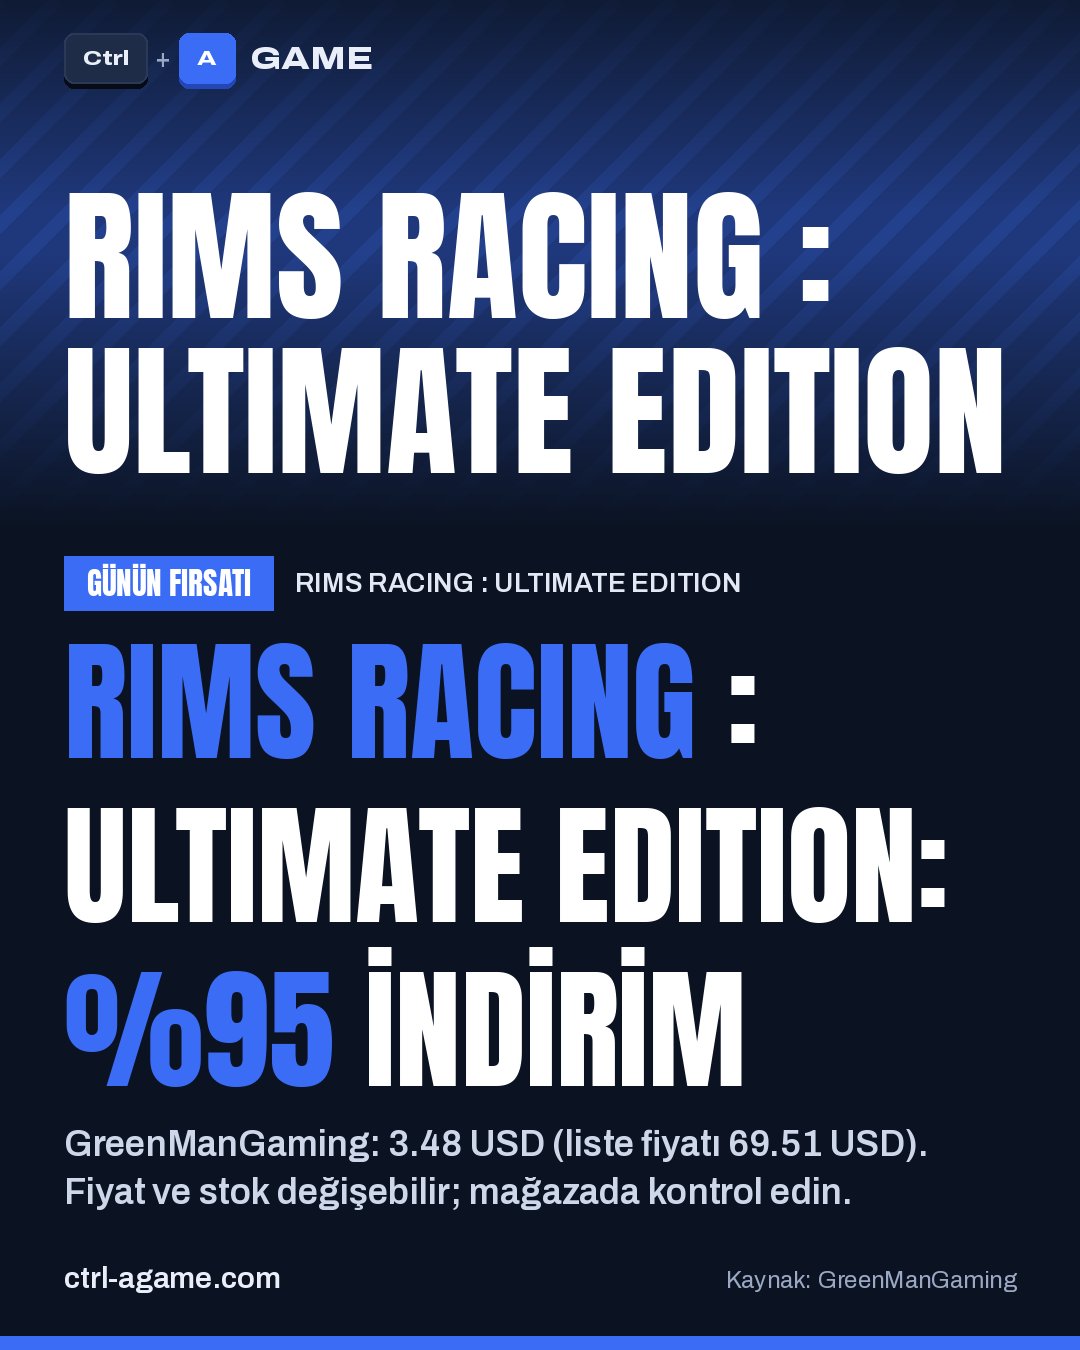 Ctrl + A GAME
RIMS RACING :
ULTIMATE EDITION
GÜNÜN FIRSATI RIMS RACING : ULTIMATE EDITION
RIMS RACING :
ULTIMATE EDITION:
%95 İNDİRİM
GreenManGaming: 3.48 USD (liste fiyatı 69.51 USD).
Fiyat ve stok değişebilir; mağazada kontrol edin.
ctrl-agame.com Kaynak: GreenManGaming